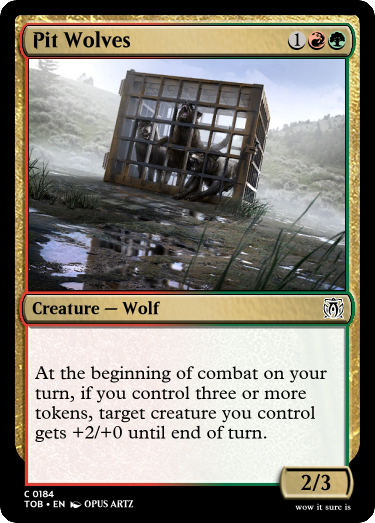 Pit Wolves 1
Creature — Wolf
At the beginning of combat on your
turn, if you control three or more
tokens, target creature you control
gets +2/+0 until end of turn.
2/3
C 0184
TOB • EN OPUS ARTZ
wow it sure is